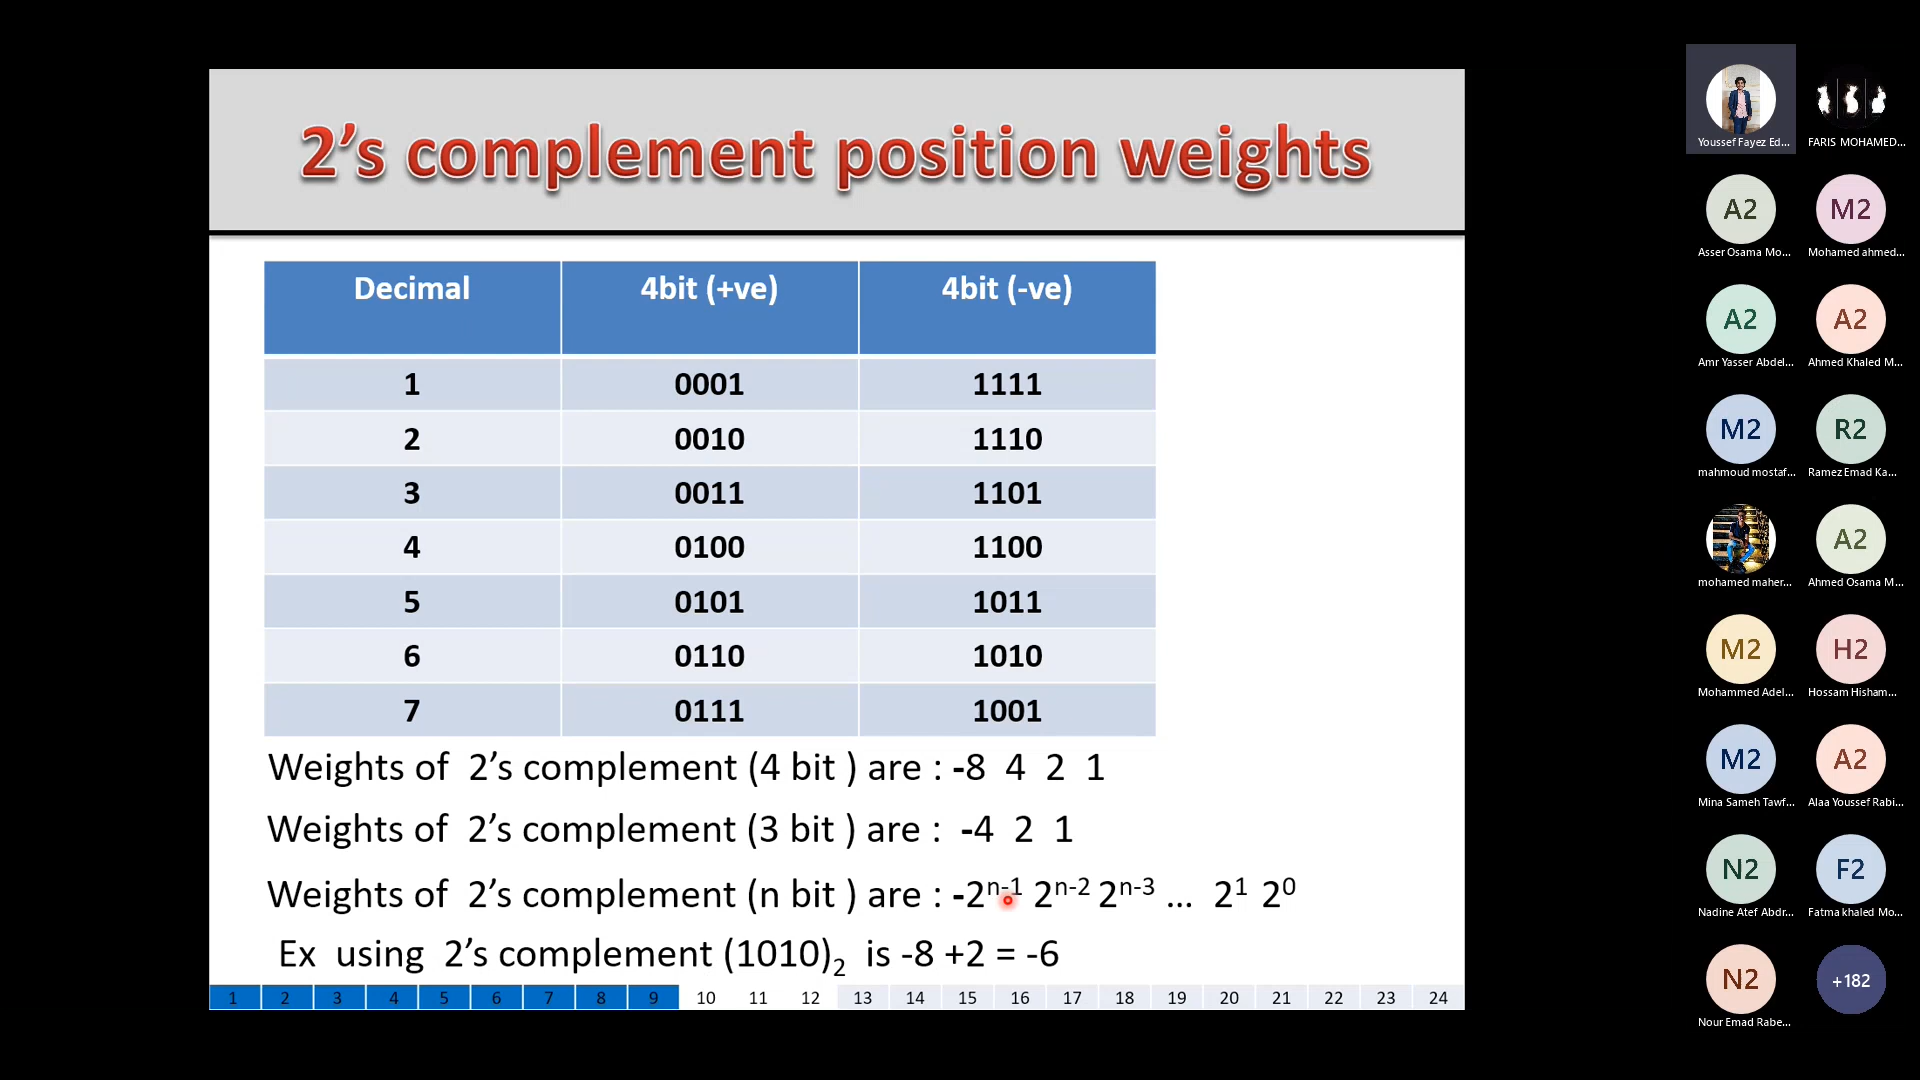 2's complement position weights
Decimal 4bit (+ve) 4bit (-ve)
1 0001 1111
2 0010 1110
3 0011 1101
4 0100 1100
5 0101 1011
6 0110 1010
7 0111 1001
Weights of 2's complement (4 bit ) are : -8 4 2 1
Weights of 2's complement (3 bit ) are : -4 2 1
Weights of 2's complement (n bit ) are : -2ⁿ⁻¹ 2ⁿ⁻² 2ⁿ⁻³ ... 2¹ 2⁰
Ex using 2's complement (1010)₂ is -8 +2 = -6
1 2 3 4 5 6 7 8 9 10 11 12 13 14 15 16 17 18 19 20 21 22 23 24
Youssef Fayez Ed... FARIS MOHAMED...
A2 M2
Asser Osama Mo... Mohamed ahmed...
A2 A2
Amr Yasser Abdel... Ahmed Khaled M...
M2 R2
mahmoud mostaf... Ramez Emad Ka...
A2
mohamed maher... Ahmed Osama M...
M2 H2
Mohammed Adel... Hossam Hisham...
M2 A2
Mina Sameh Tawf... Alaa Youssef Rabi...
N2 F2
Nadine Atef Abdr... Fatma khaled Mo...
N2 +182
Nour Emad Rabe...